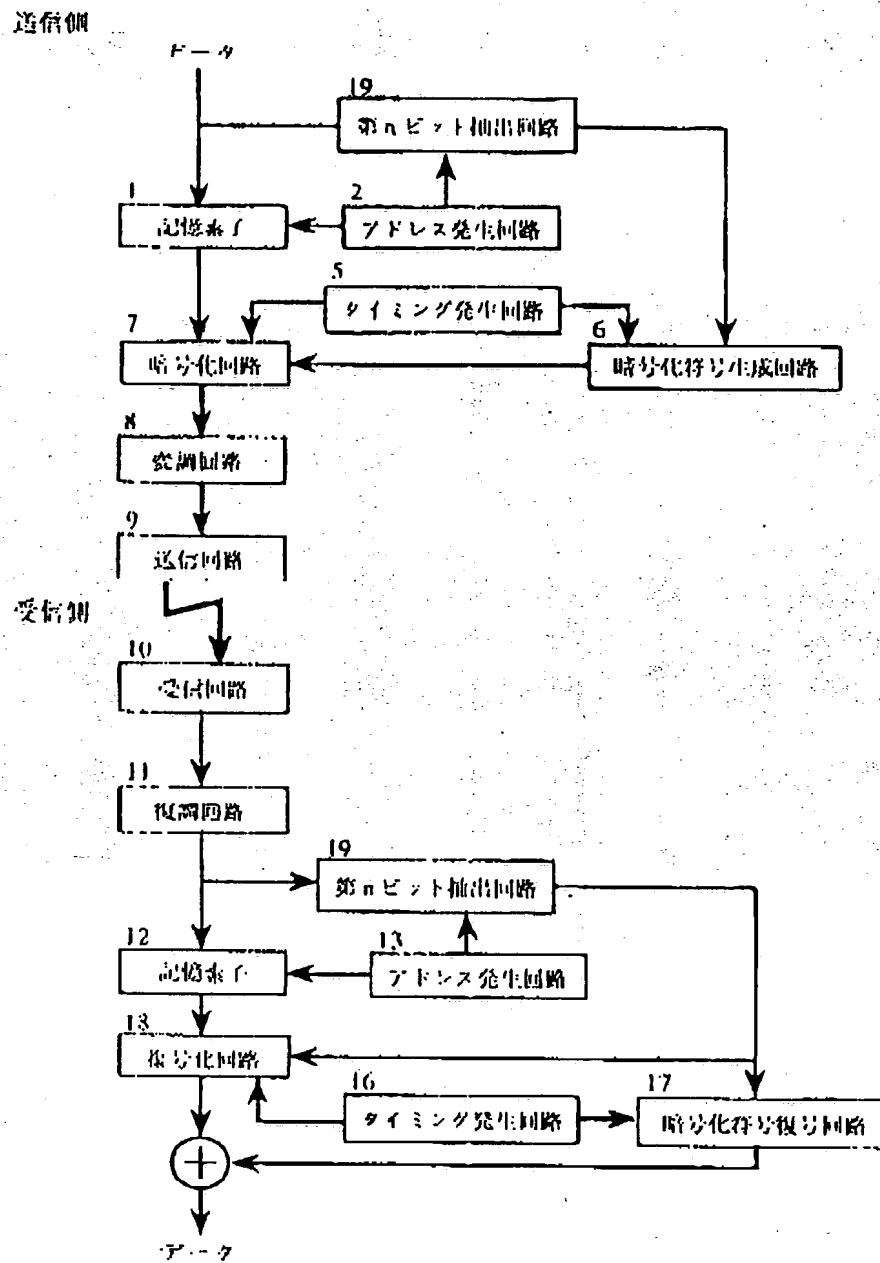 送信側
データ
19
第nビット抽出回路
1
2
記憶素子
アドレス発生回路
5
タイミング発生回路
7
6
暗号化回路
暗号化符号生成回路
8
変調回路
9
送信回路
受信側
10
受信回路
11
復調回路
19
第nビット抽出回路
12
13
記憶素子
アドレス発生回路
18
復号化回路
16
17
タイミング発生回路
暗号化符号復号回路
データ